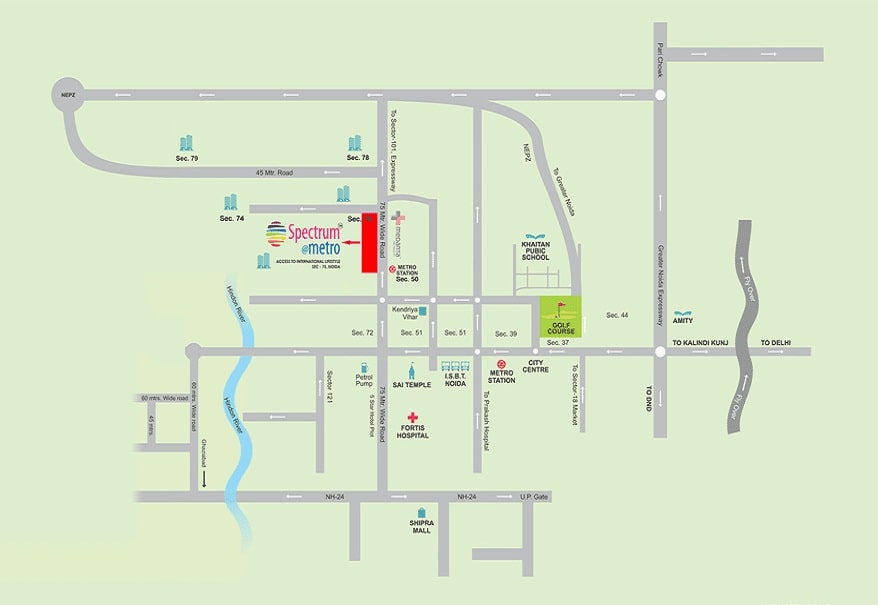 Pari Chowk
NEPZ
To Sector-101, Expressway
Sec. 79
Sec. 78
NEPZ
To Greater Noida
45 Mtr. Road
Sec. 74
Sec.
75 Mtr. Wide Road
Spectrum
@metro
ACCESS TO INTERNATIONAL LIFESTYLE
SEC - 75, NOIDA
METRO
STATION
Sec. 50
KHAITAN
PUBIC
SCHOOL
Greater Noida Expressway
Fly Over
Hindon River
Kendriya
Vihar
Sec. 72
Sec. 51
Sec. 51
Sec. 39
GOLF
COURSE
Sec. 37
Sec. 44
AMITY
TO KALINDI KUNJ
TO DELHI
60 mtrs. Wide road
60 mtrs. Wide road
45 mtrs.
Ghaziabad
Hindon River
Sector 121
Petrol
Pump
5 Star Hotel Plot
75 Mtr. Wide Road
SAI TEMPLE
I.S.B.T.
NOIDA
METRO
STATION
CITY
CENTRE
To Prakash Hospital
To Sector-18 Market
TO DND
Fly Over
FORTIS
HOSPITAL
NH-24
NH-24
U.P. Gate
SHIPRA
MALL